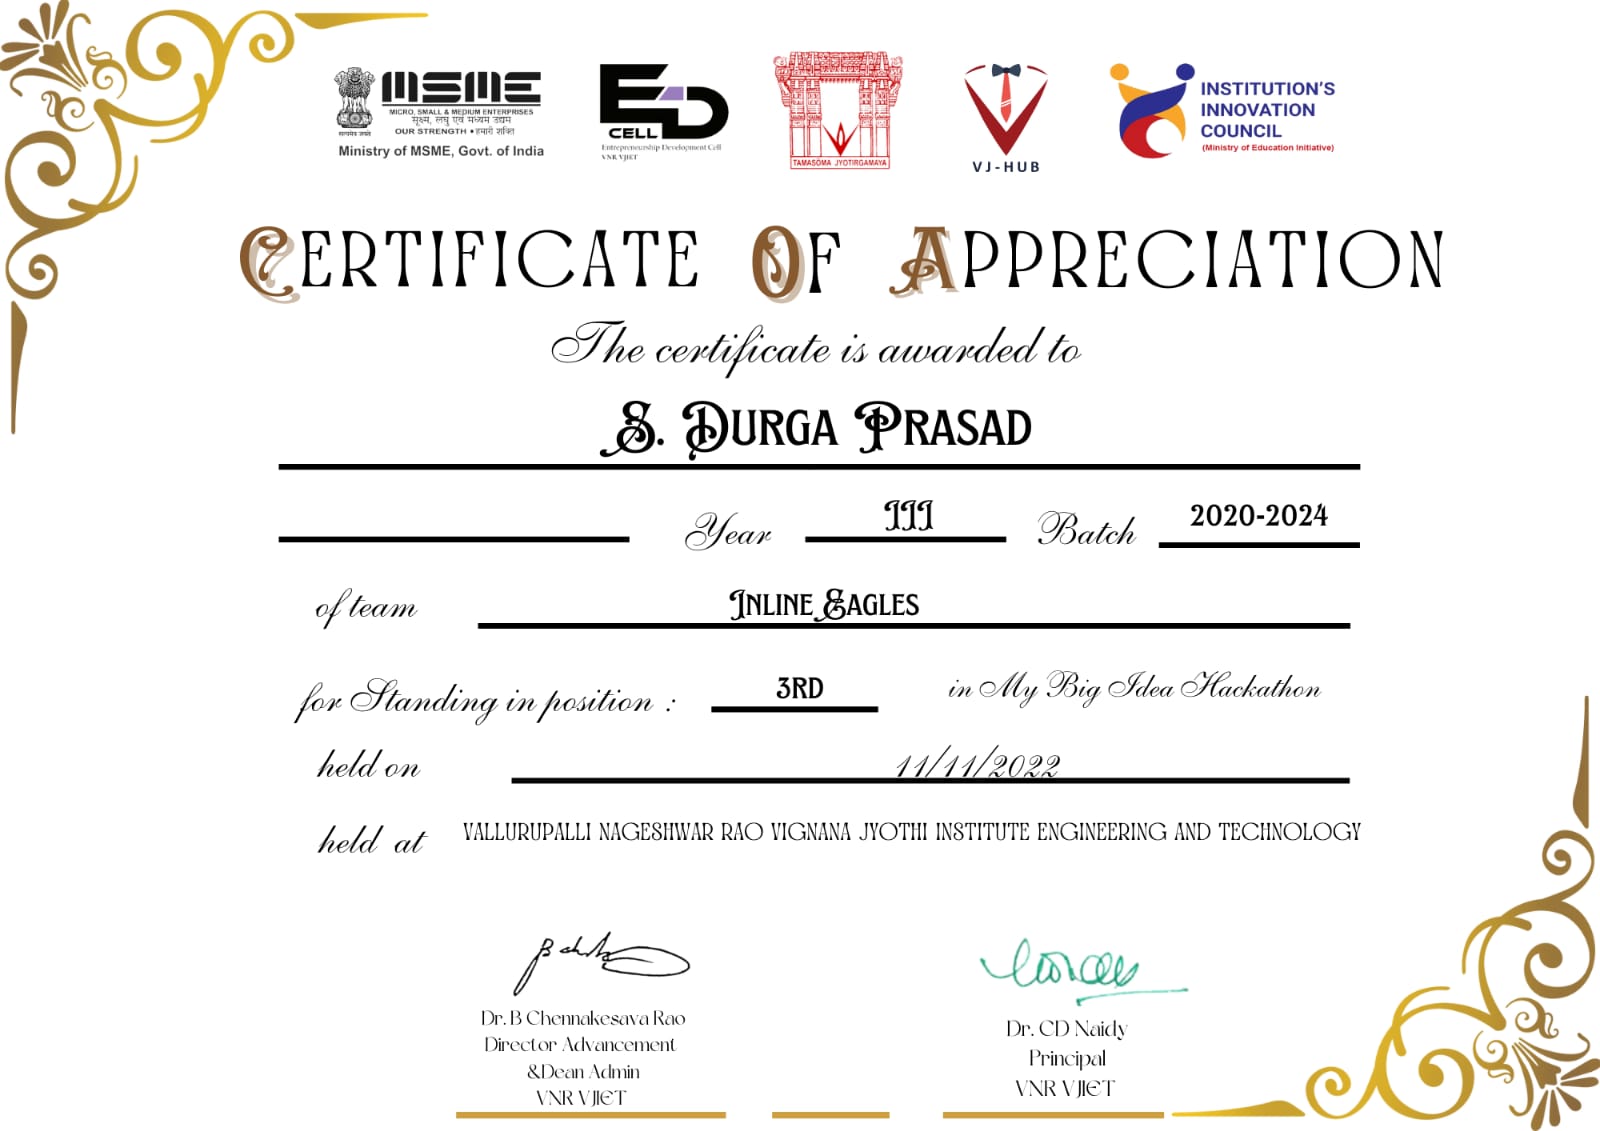 MSME
MICRO, SMALL & MEDIUM ENTERPRISES
सूक्ष्म, लघु एवं मध्यम उद्यम
सत्यमेव जयते
OUR STRENGTH • हमारी शक्ति
Ministry of MSME, Govt. of India
ED
CELL
Entrepreneurship Development Cell
VNR VJIET
TAMASOMA JYOTIRGAMAYA
VJ-HUB
INSTITUTION'S
INNOVATION
COUNCIL
(Ministry of Education Initiative)
CERTIFICATE OF APPRECIATION
The certificate is awarded to
S. DURGA PRASAD
Year III Batch 2020-2024
of team INLINE EAGLES
for Standing in position : 3RD in My Big Idea Hackathon
held on 11/11/2022
held at VALLURUPALLI NAGESHWAR RAO VIGNANA JYOTHI INSTITUTE ENGINEERING AND TECHNOLOGY
Dr. B Chennakesava Rao
Director Advancement
&Dean Admin
VNR VJIET
Dr. CD Naidy
Principal
VNR VJIET